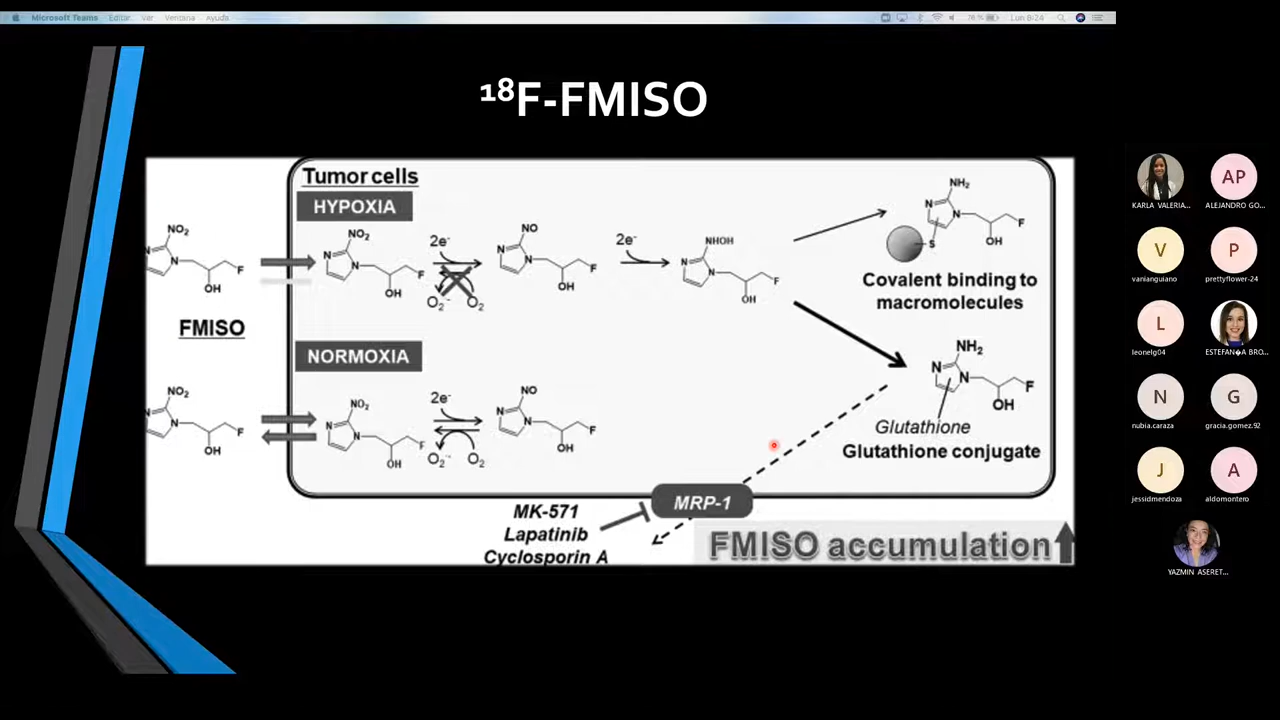 Microsoft Teams Editar Ver Ventana Ayuda
78 % Lun 8:24
¹⁸F-FMISO
Tumor cells
HYPOXIA
NO₂
N
N
F
OH
NO₂
N
N
F
OH
2e⁻
O₂⁻ O₂
NO
N
N
F
OH
2e⁻
NHOH
N
N
F
OH
NH₂
N
N
F
OH
S
Covalent binding to
macromolecules
FMISO
NORMOXIA
NO₂
N
N
F
OH
NO₂
N
N
F
OH
2e⁻
O₂⁻ O₂
NO
N
N
F
OH
NH₂
N
N
F
OH
Glutathione
Glutathione conjugate
MRP-1
MK-571
Lapatinib
Cyclosporin A
FMISO accumulation
KARLA VALERIA...
AP
ALEJANDRO GO...
V
vanianguiano
P
prettyflower-24
L
leonelg04
ESTEFAN�A BRO...
N
nubia.caraza
G
gracia.gomez.92
J
jessidmendoza
A
aldomontero
YAZMIN ASERET...